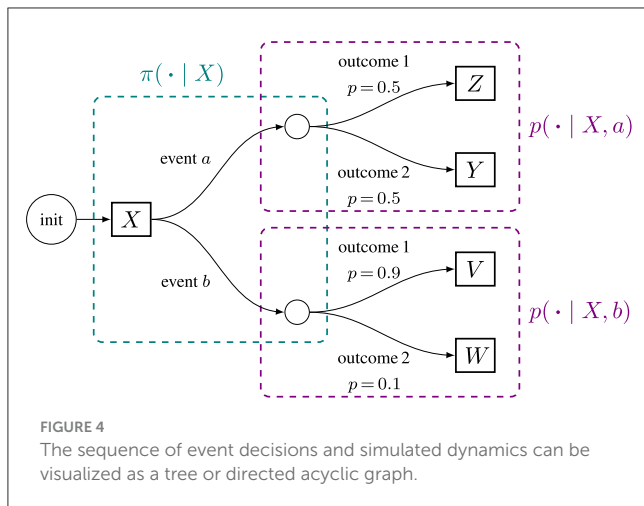 π(· | X)
outcome 1
p=0.5
Z
p(· | X, a)
event a
init
X
Y
outcome 2
p=0.5
outcome 1
p=0.9
event b
V
p(· | X, b)
W
outcome 2
p=0.1
FIGURE 4
The sequence of event decisions and simulated dynamics can be
visualized as a tree or directed acyclic graph.